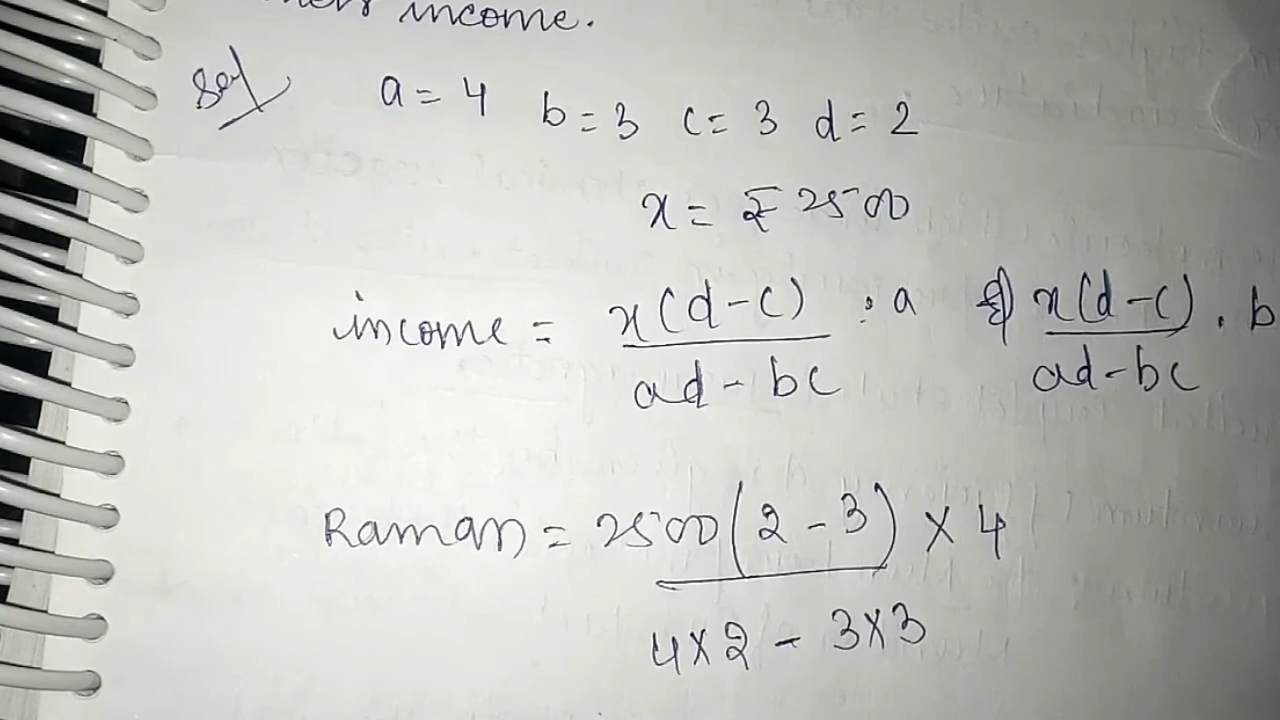 income.
Sol
a = 4 b = 3 c = 3 d = 2
x = ₹ 2500
income = x(d-c) : a x(d-c) . b
ad - bc ad-bc
Raman = 2500(2-3) × 4
4×2 - 3×3